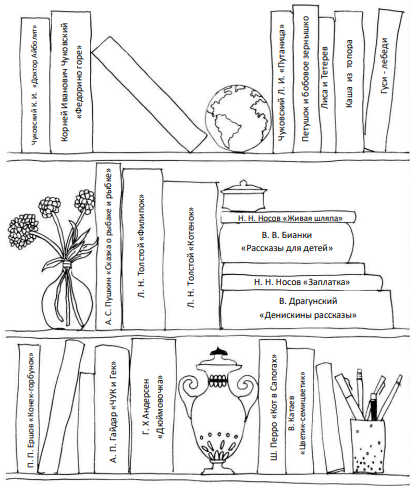 Чуковский К. И. «Доктор Айболит»
Корней Иванович Чуковский
«Федорино горе»
Чуковский Л. И. «Путаница»
Петушок и бобовое зернышко
Лиса и Тетерев
Каша из топора
Гуси - лебеди
А. С. Пушкин «Сказка о рыбаке и рыбке»
Л. Н. Толстой «Филипок»
Л. Н. Толстой «Котенок»
Н. Н. Носов «Живая шляпа»
В. В. Бианки
«Рассказы для детей»
Н. Н. Носов «Заплатка»
В. Драгунский
«Денискины рассказы»
П. П. Ершов «Конек-горбунок»
А. П. Гайдар «ЧУК и Гек»
Г. Х Андерсен
«Дюймовочка»
Ш. Перро «Кот в Сапогах»
В. Катаев
«Цветик-семицветик»